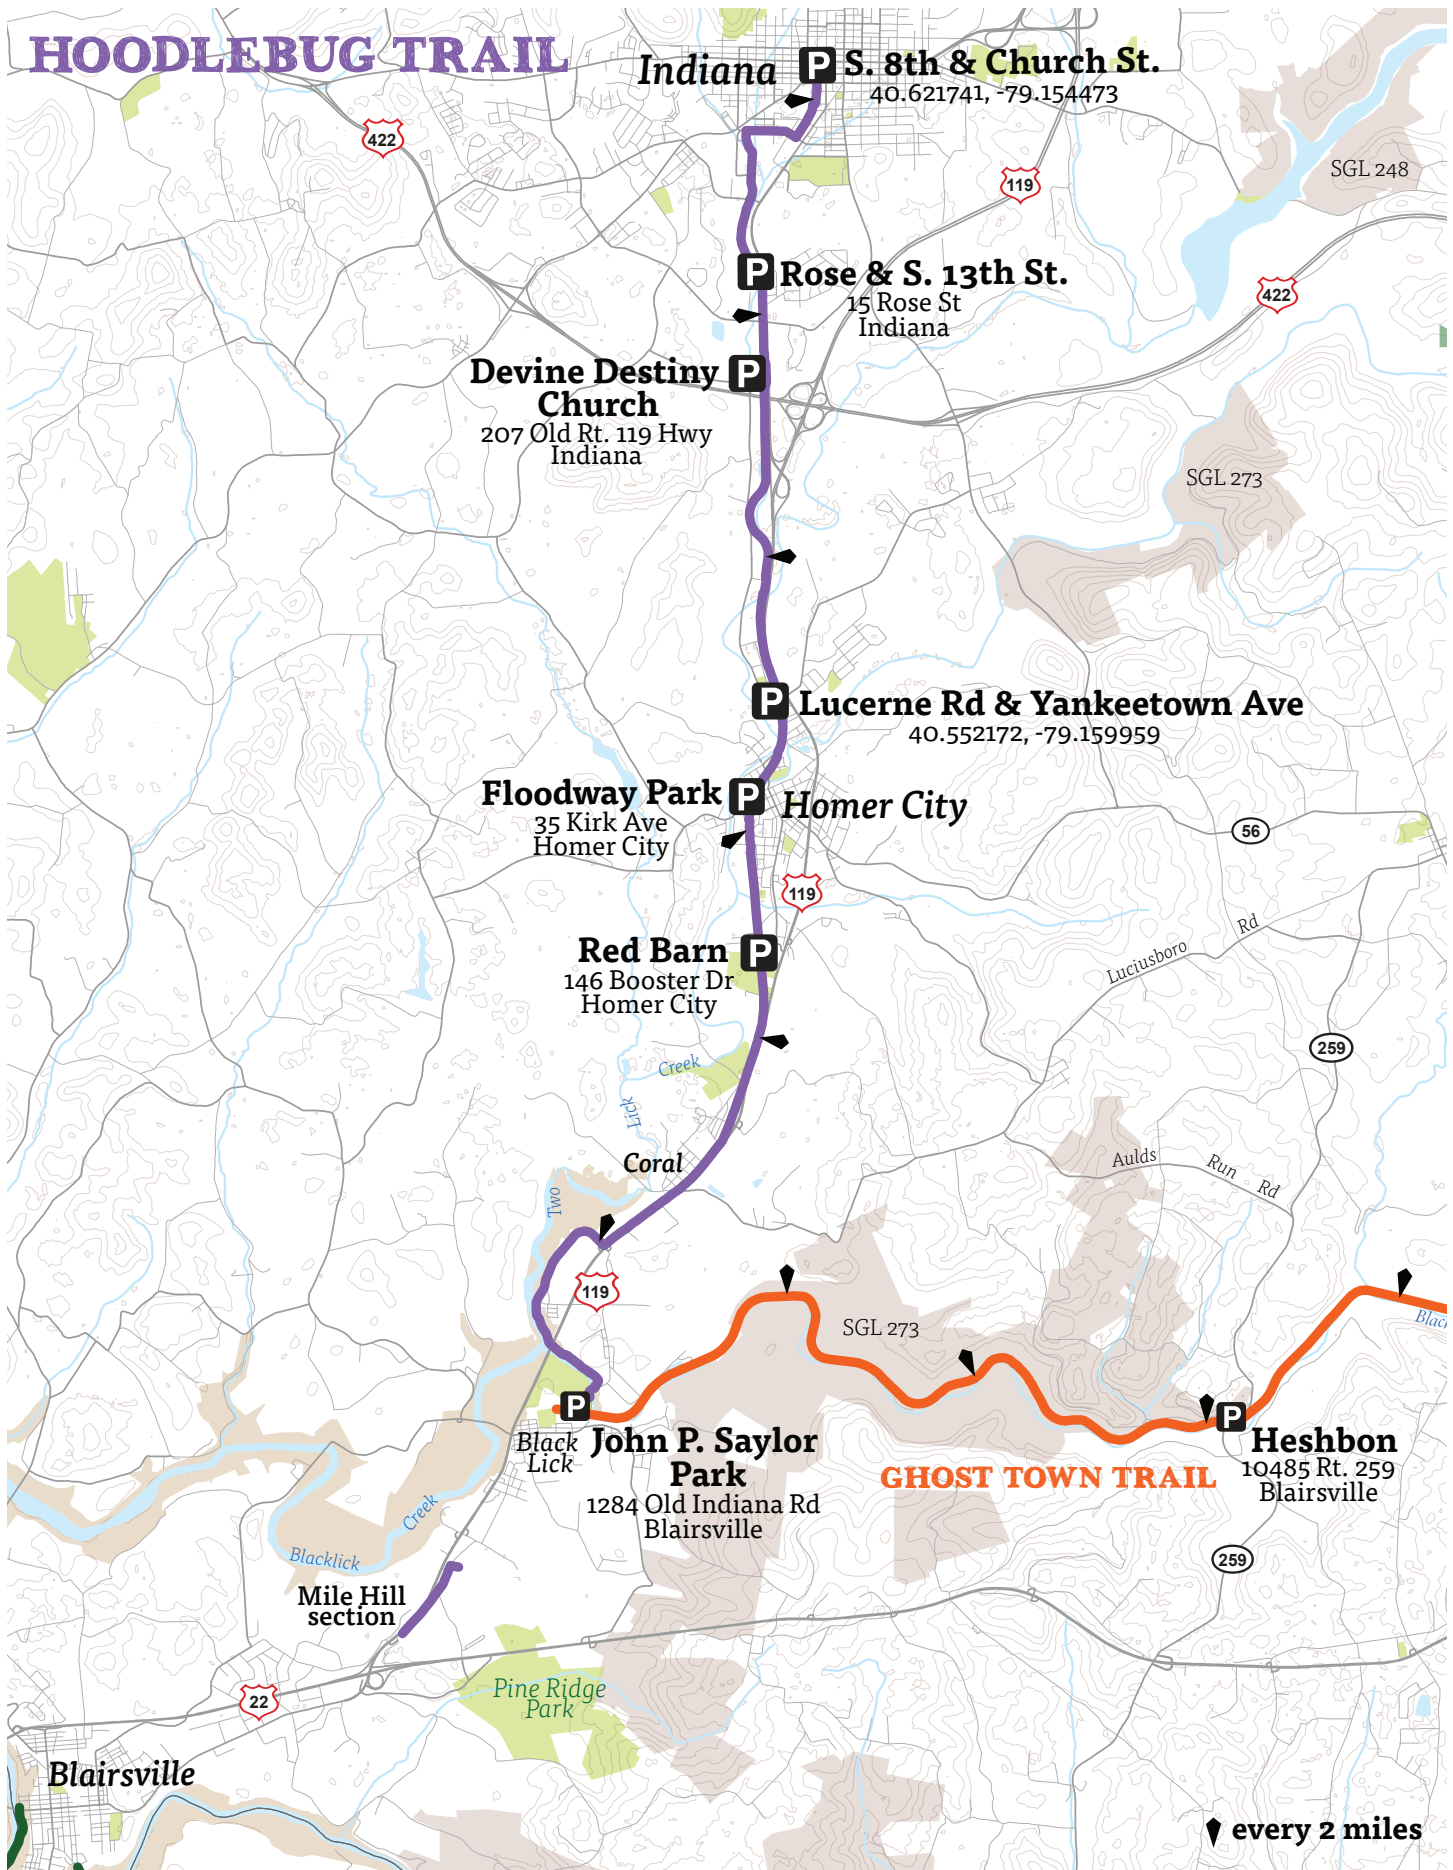 HOODLEBUG TRAIL
Indiana
P
S. 8th & Church St.
40.621741, -79.154473
422
119
SGL 248
P
Rose & S. 13th St.
15 Rose St
Indiana
422
Devine Destiny
Church
P
207 Old Rt. 119 Hwy
Indiana
SGL 273
P
Lucerne Rd & Yankeetown Ave
40.552172, -79.159959
Floodway Park
P
35 Kirk Ave
Homer City
Homer City
56
119
Red Barn
P
146 Booster Dr
Homer City
Luciusboro Rd
259
Two Lick Creek
Coral
Aulds Run Rd
119
SGL 273
Black
P
Black
Lick
John P. Saylor
Park
1284 Old Indiana Rd
Blairsville
P
Heshbon
10485 Rt. 259
Blairsville
GHOST TOWN TRAIL
Blacklick Creek
259
Mile Hill
section
Pine Ridge
Park
22
Blairsville
every 2 miles